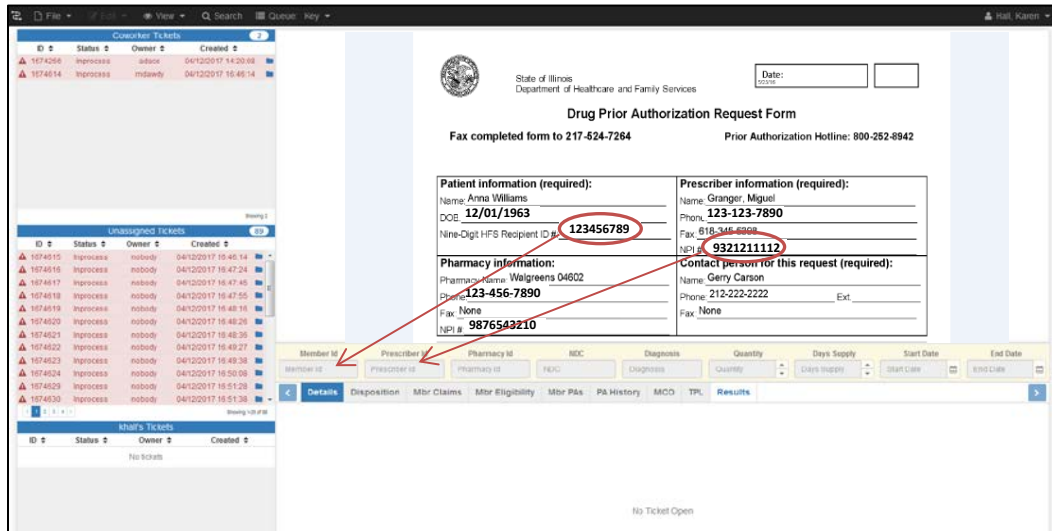 File Edit View Search Queue: Key Hall, Karen
Coworker Tickets 2
ID Status Owner Created
1674266 Inprocess aducx 04/12/2017 14:20:08
1674614 Inprocess mdawdy 04/12/2017 16:46:14
Showing 2
Unassigned Tickets 89
ID Status Owner Created
1674615 Inprocess nobody 04/12/2017 16:46:14
1674616 Inprocess nobody 04/12/2017 16:47:24
1674617 Inprocess nobody 04/12/2017 16:47:45
1674618 Inprocess nobody 04/12/2017 16:47:55
1674619 Inprocess nobody 04/12/2017 16:48:16
1674620 Inprocess nobody 04/12/2017 16:48:26
1674621 Inprocess nobody 04/12/2017 16:48:36
1674622 Inprocess nobody 04/12/2017 16:49:27
1674623 Inprocess nobody 04/12/2017 16:49:38
1674624 Inprocess nobody 04/12/2017 16:50:08
1674629 Inprocess nobody 04/12/2017 16:51:28
1674630 Inprocess nobody 04/12/2017 16:51:38
1 2 3 4
khall's Tickets
ID Status Owner Created
No tickets
State of Illinois
Department of Healthcare and Family Services
Date:
Drug Prior Authorization Request Form
Fax completed form to 217-524-7264 Prior Authorization Hotline: 800-252-8942
Patient information (required):
Name: Anna Williams
DOB 12/01/1963
Nine-Digit HFS Recipient ID # 123456789
Prescriber information (required):
Name: Granger, Miguel
Phon 123-123-7890
Fax
NPI # 9321211112
Pharmacy information:
Pharmacy Name Walgreens 04602
Phone 123-456-7890
Fax None
NPI # 9876543210
Contact person for this request (required):
Name: Gerry Carson
Phone: 212-222-2222 Ext.
Fax: None
Member Id Prescriber Id Pharmacy Id NDC Diagnosis Quantity Days Supply Start Date End Date
Member Id Prescriber Id Pharmacy Id NDC Diagnosis Quantity Days Supply Start Date End Date
Details Disposition Mbr Claims Mbr Eligibility Mbr PAs PA History MCO TPL Results
No Ticket Open